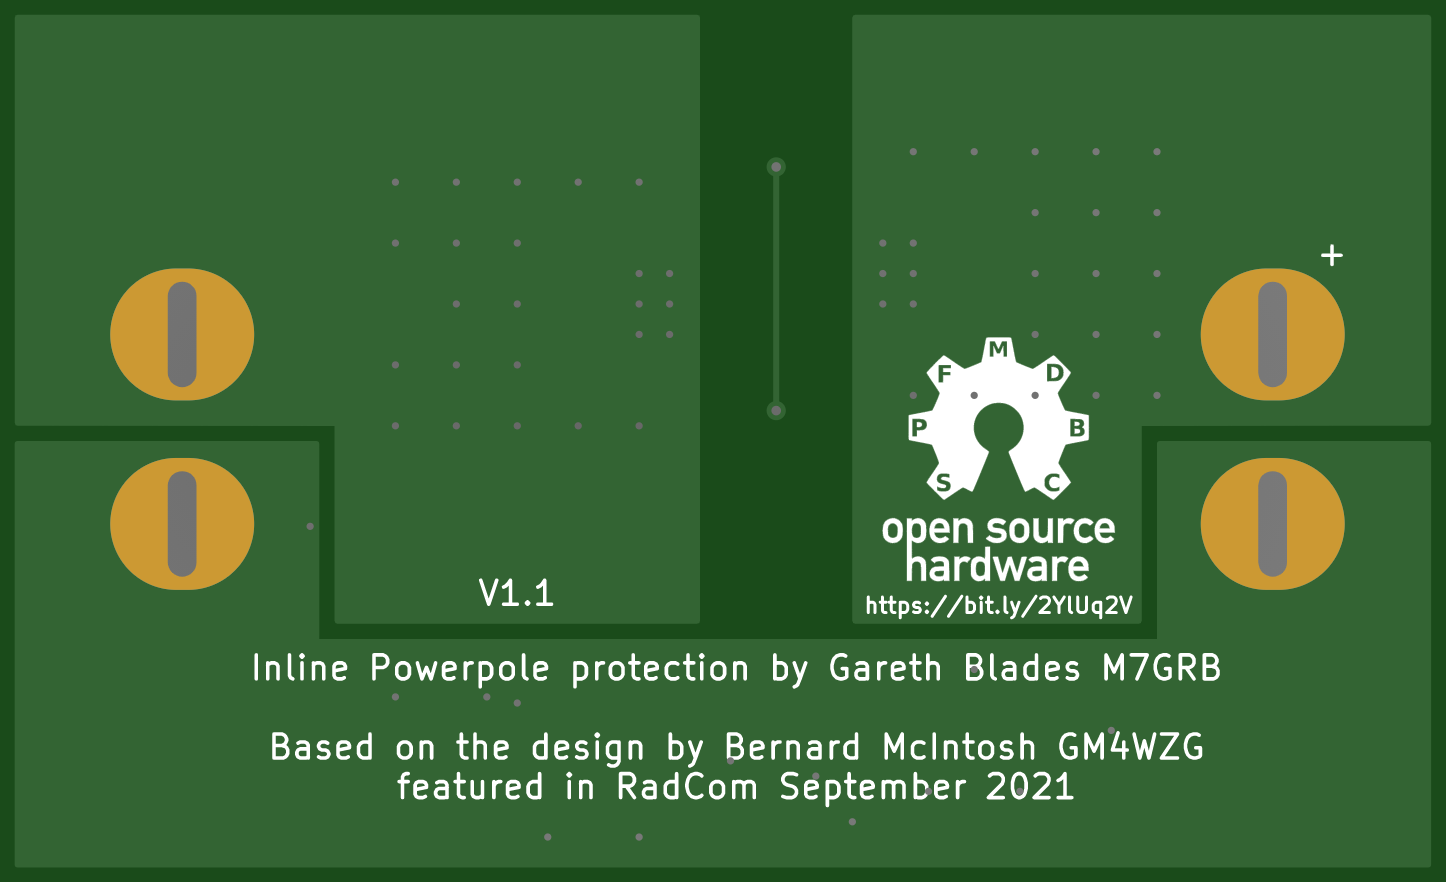 +
M
F D
P B
S C
open source
hardware
V1.1
https://bit.ly/2YlUq2V
Inline Powerpole protection by Gareth Blades M7GRB
Based on the design by Bernard McIntosh GM4WZG
featured in RadCom September 2021